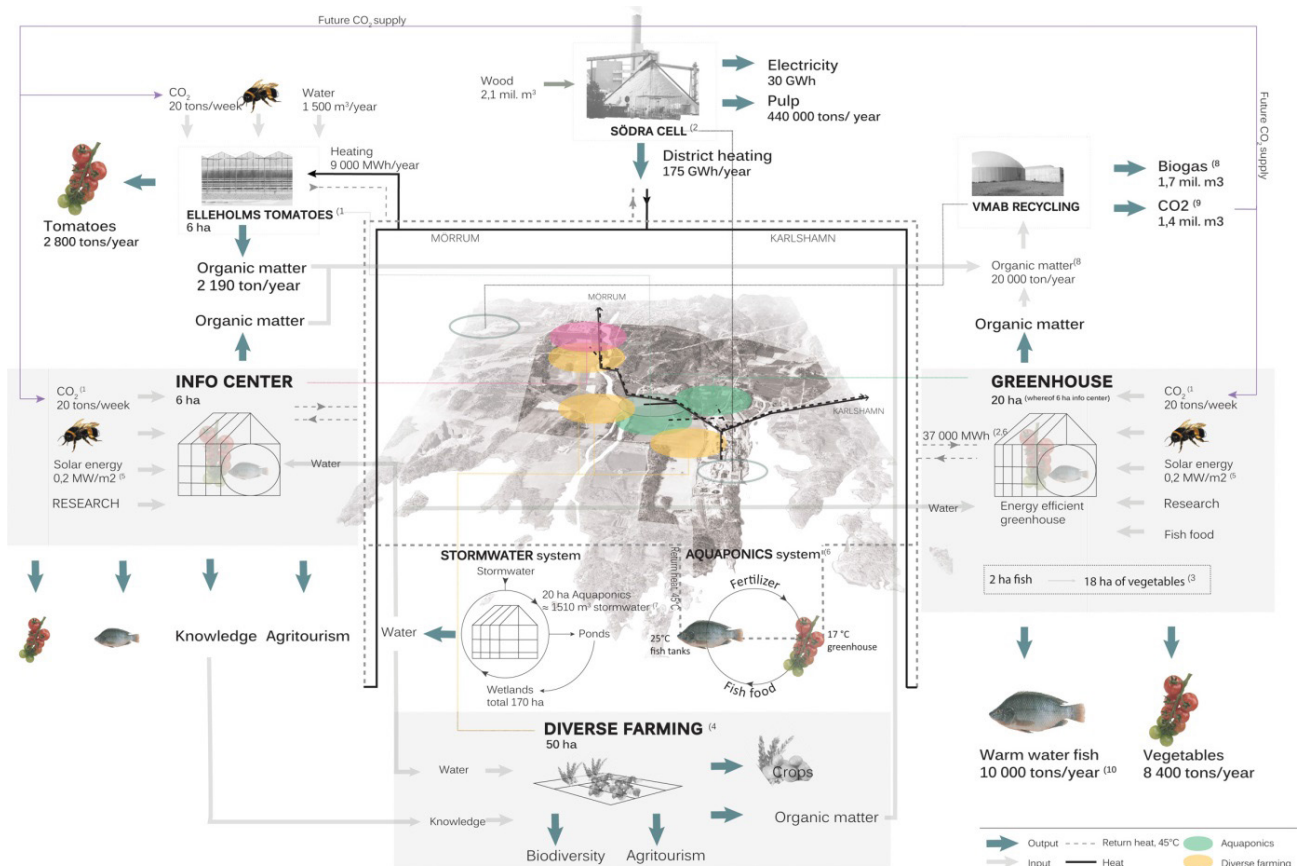 Future CO₂ supply
CO₂
20 tons/week
Water
1 500 m³/year
Heating
9 000 MWh/year
ELLEHOLMS TOMATOES (1
6 ha
Tomatoes
2 800 tons/year
Organic matter
2 190 ton/year
Organic matter
Wood
2,1 mil. m³
SÖDRA CELL (2
Electricity
30 GWh
Pulp
440 000 tons/ year
District heating
175 GWh/year
MÖRRUM
KARLSHAMN
VMAB RECYCLING
Biogas (8
1,7 mil. m3
CO2 (9
1,4 mil. m3
Future CO₂ supply
Organic matter(8
20 000 ton/year
Organic matter
INFO CENTER
6 ha
CO₂ (1
20 tons/week
Solar energy
0,2 MW/m2 (5
RESEARCH
Water
Knowledge
Agritourism
MÖRRUM
KARLSHAMN
GREENHOUSE
20 ha (whereof 6 ha info center)
37 000 MWh (2,6
CO₂ (1
20 tons/week
Solar energy
0,2 MW/m2 (5
Research
Fish food
Water
Energy efficient
greenhouse
2 ha fish
18 ha of vegetables (3
Warm water fish
10 000 tons/year (10
Vegetables
8 400 tons/year
STORMWATER system
Stormwater
20 ha Aquaponics
≈ 1510 m³ stormwater (7
Ponds
Wetlands
total 170 ha
Water
Return heat, 45°C
AQUAPONICS system(6
Fertilizer
25°C
fish tanks
17 °C
greenhouse
Fish food
DIVERSE FARMING (4
50 ha
Water
Knowledge
Crops
Organic matter
Biodiversity
Agritourism
Output
Return heat, 45°C
Aquaponics
Input
Heat
Diverse farming